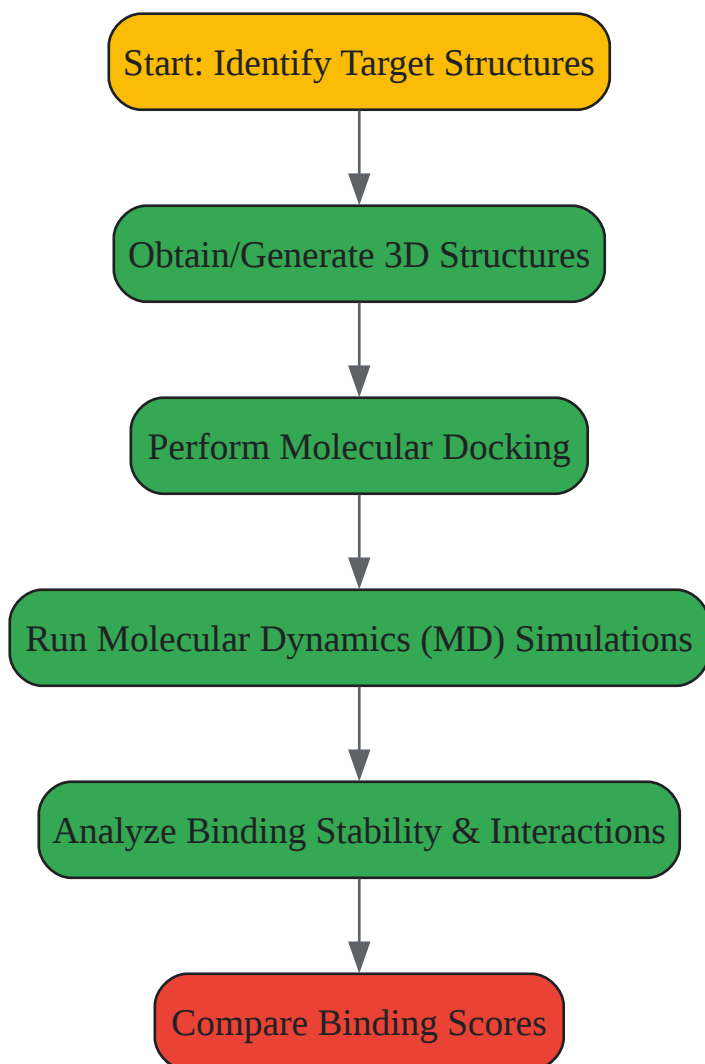 Start: Identify Target Structures
Obtain/Generate 3D Structures
Perform Molecular Docking
Run Molecular Dynamics (MD) Simulations
Analyze Binding Stability & Interactions
Compare Binding Scores